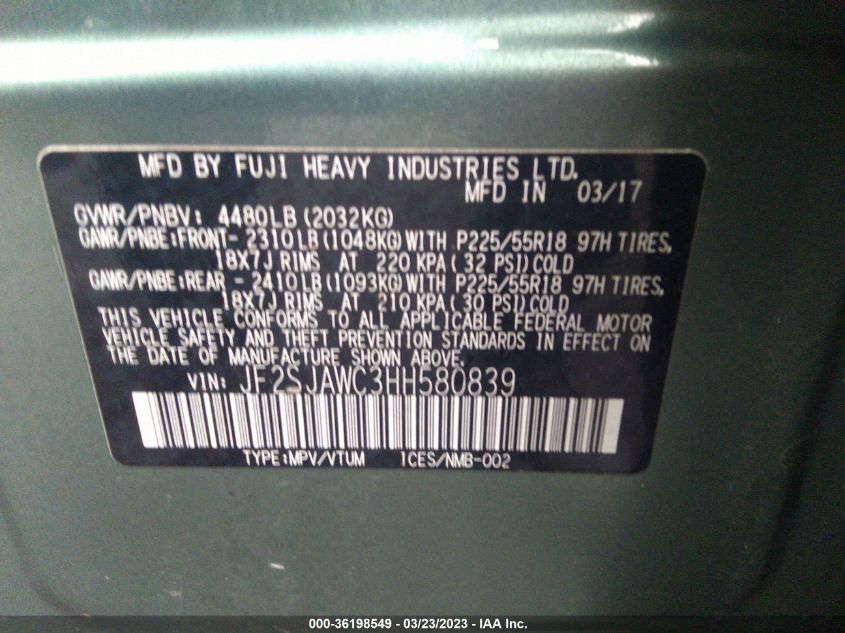 MFD BY FUJI HEAVY INDUSTRIES LTD.
MFD IN 03/17
GVWR/PNBV: 4480LB(2032KG)
GAWR/PNBE:FRONT- 2310LB(1048KG)WITH P225/55R18 97H TIRES,
18X7J RIMS AT 220 KPA(32 PSI)COLD
GAWR/PNBE:REAR - 2410LB(1093KG)WITH P225/55R18 97H TIRES,
18X7J RIMS AT 210 KPA(30 PSI)COLD
THIS VEHICLE CONFORMS TO ALL APPLICABLE FEDERAL MOTOR
VEHICLE SAFETY AND THEFT PREVENTION STANDARDS IN EFFECT ON
THE DATE OF MANUFACTURE SHOWN ABOVE.
VIN: JF2SJAWC3HH580839
TYPE:MPV/VTUM ICES/NMB-002
000-36198549 - 03/23/2023 - IAA Inc.